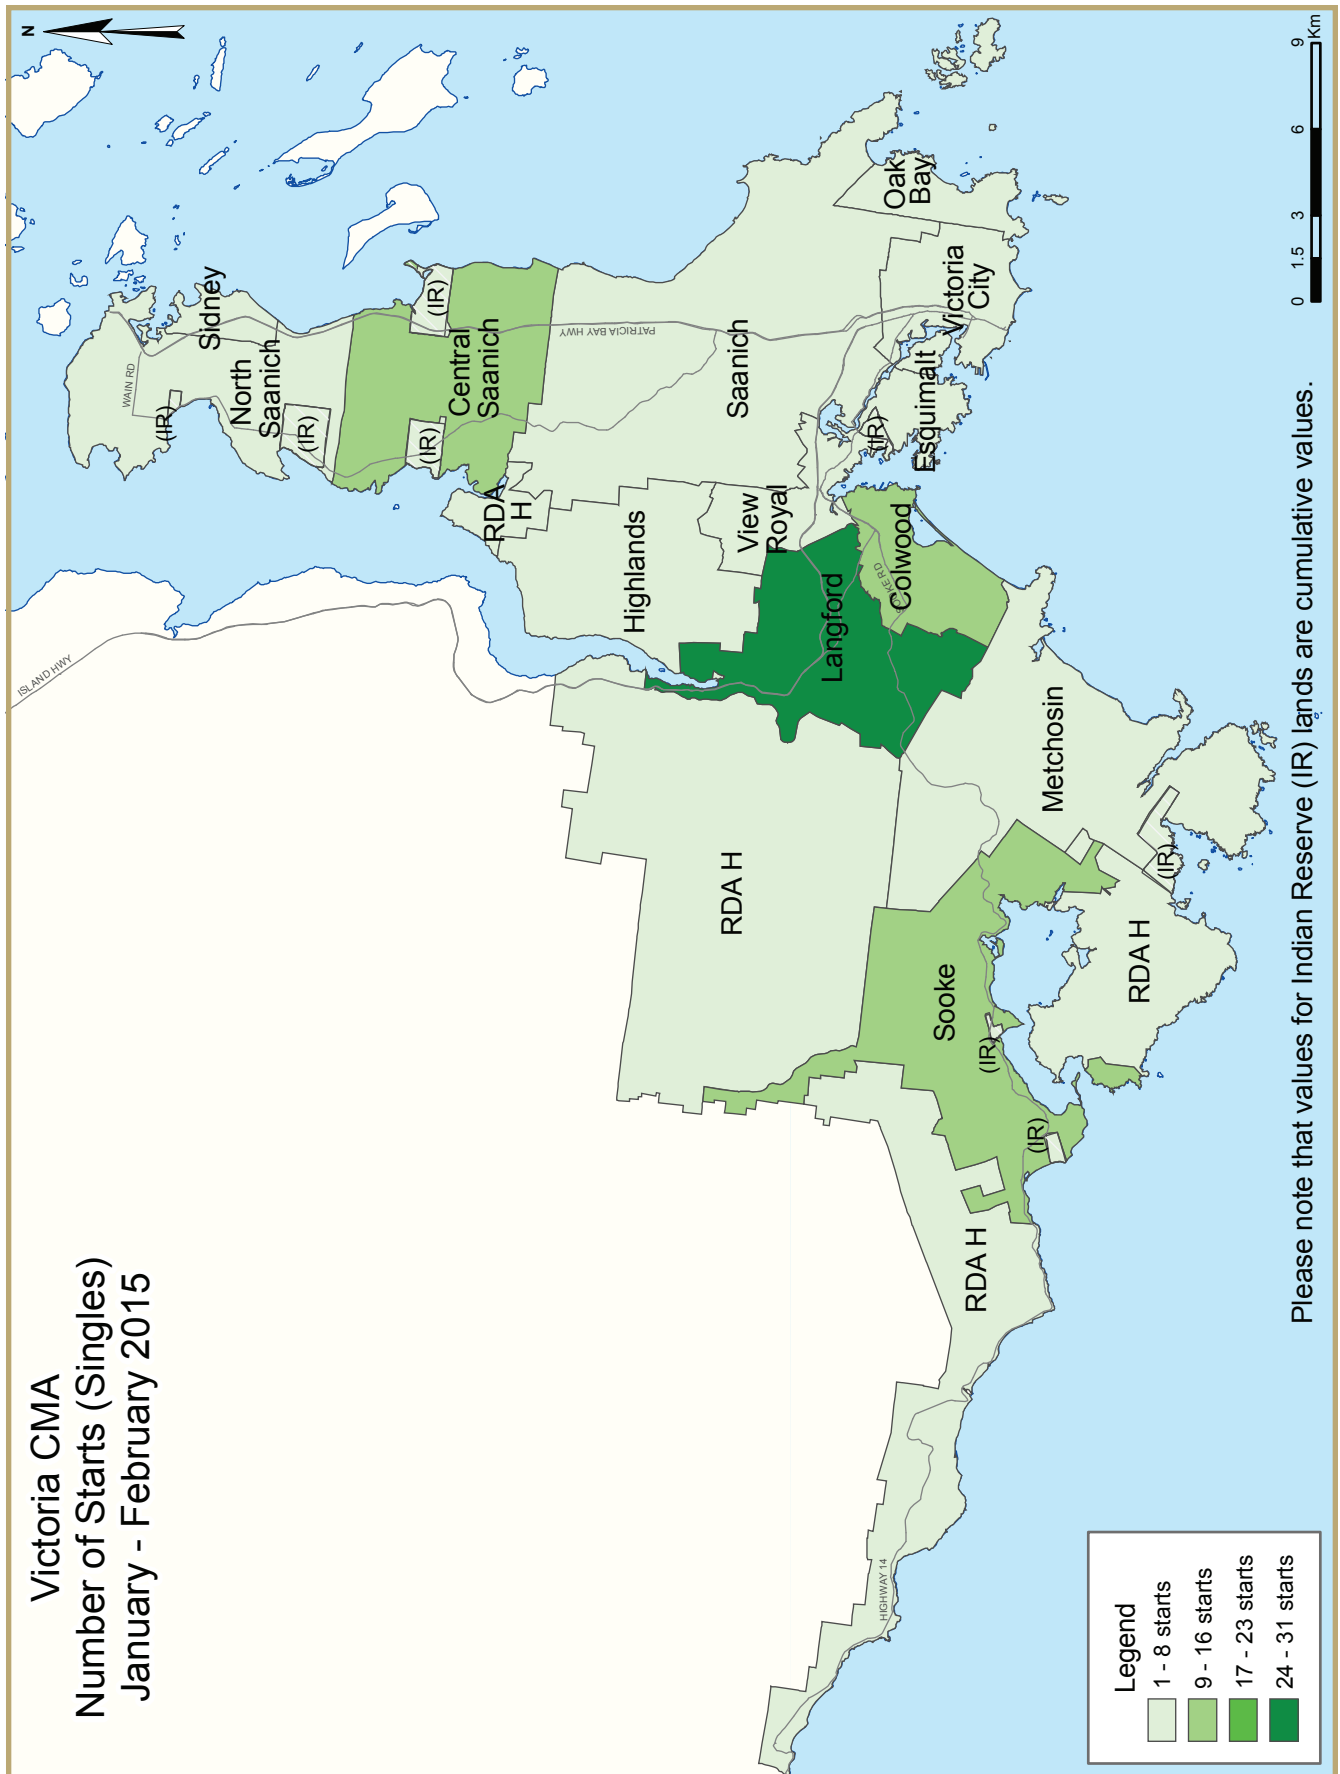 Victoria CMA
Number of Starts (Singles)
January - February 2015
N
ISLAND HWY
WAIN RD
Sidney
North
Saanich
(IR)
(IR)
(IR)
(IR)
Central
Saanich
RDA
H
PATRICIA BAY HWY
Highlands
Saanich
View
Royal
Oak
Bay
Victoria
City
Esquimalt
(IR)
Langford
Colwood
SOOKE RD
RDA H
Metchosin
(IR)
Sooke
(IR)
(IR)
RDA H
RDA H
HIGHWAY 14
Legend
1 - 8 starts
9 - 16 starts
17 - 23 starts
24 - 31 starts
0 1.5 3 6 9
Km
Please note that values for Indian Reserve (IR) lands are cumulative values.